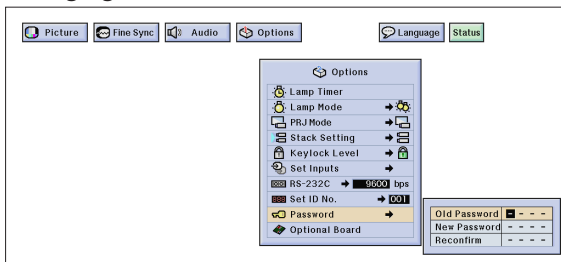 Picture Fine Sync Audio Options Language Status
Options
Lamp Timer
Lamp Mode
PRJ Mode
Stack Setting
Keylock Level
Set Inputs
RS-232C 9600 bps
Set ID No. 001
Password
Optional Board
Old Password - - - -
New Password - - - -
Reconfirm - - - -